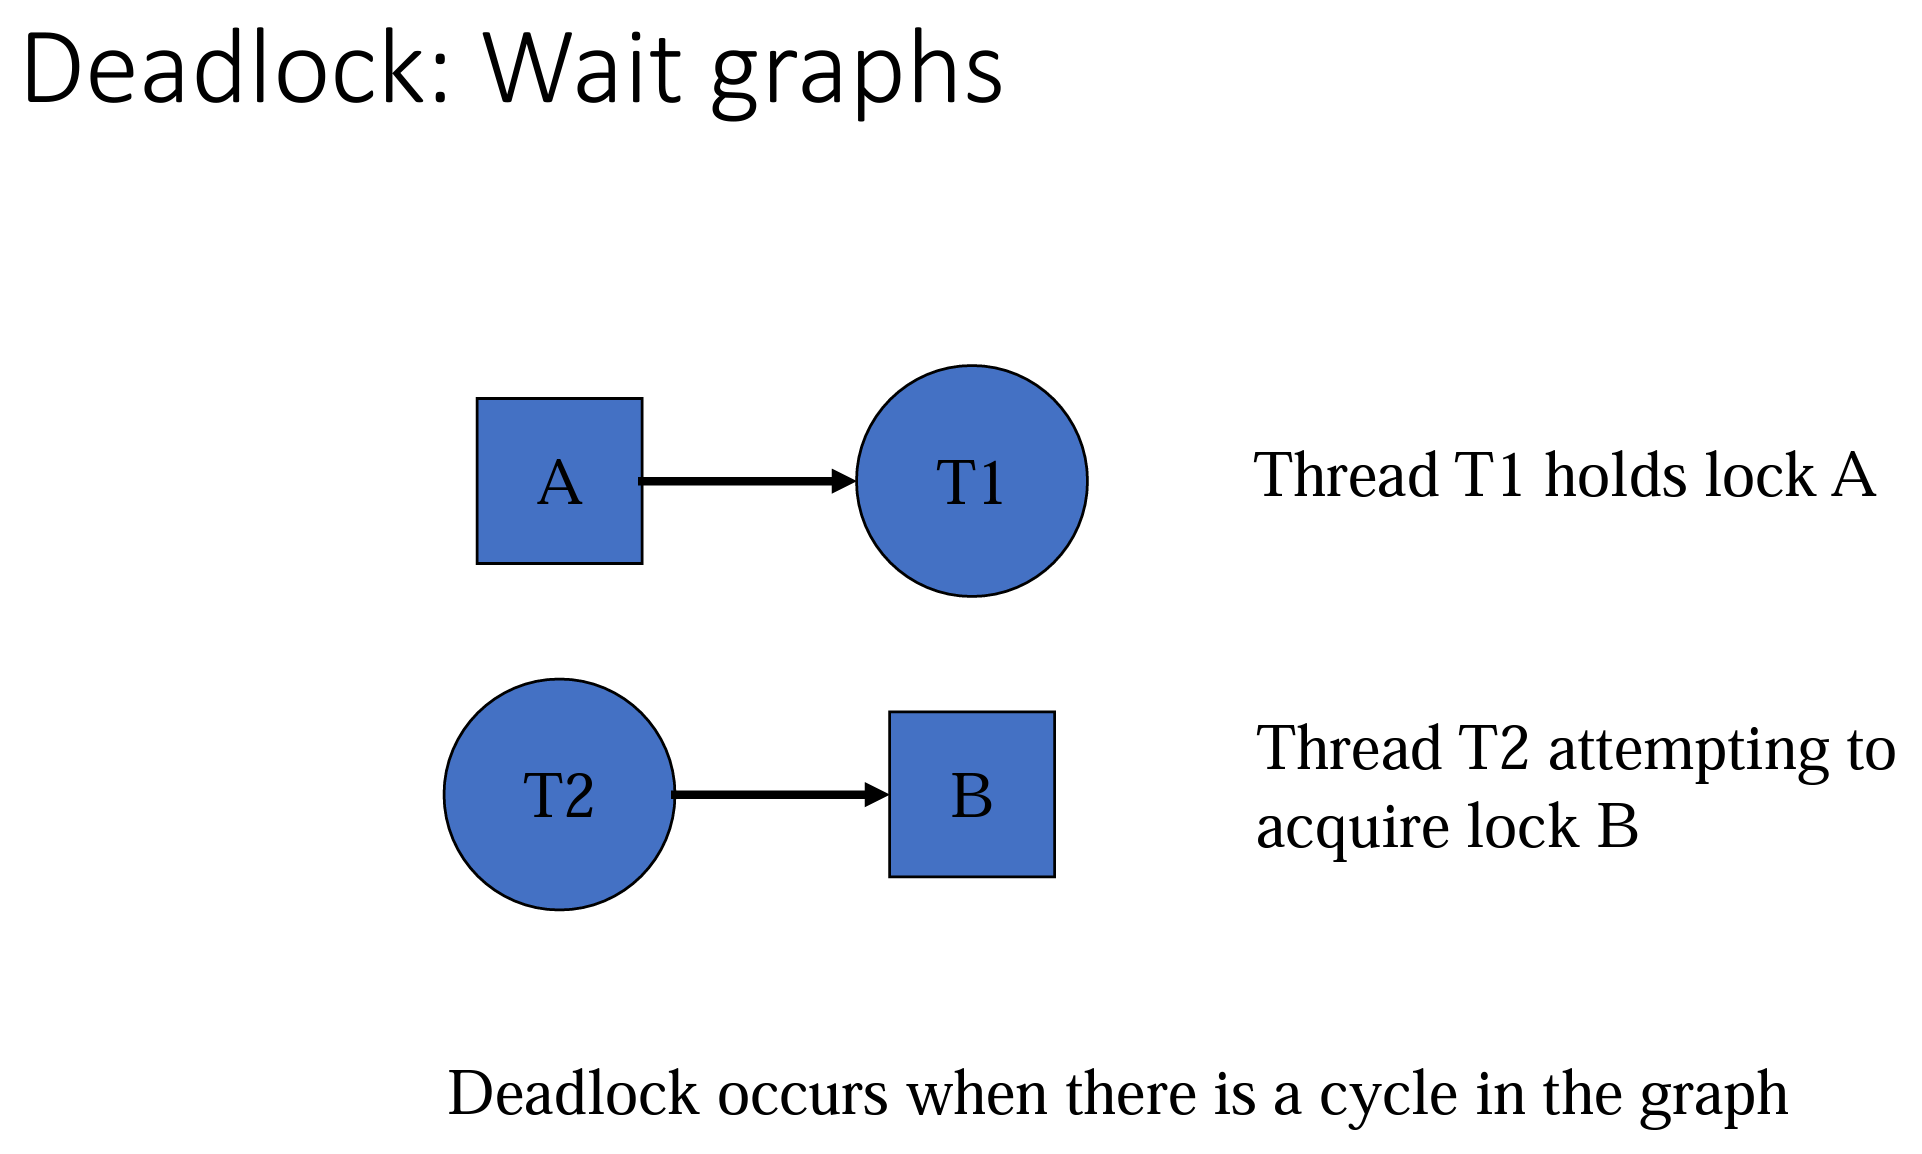 Deadlock: Wait graphs
A
T1
Thread T1 holds lock A
T2
B
Thread T2 attempting to
acquire lock B
Deadlock occurs when there is a cycle in the graph